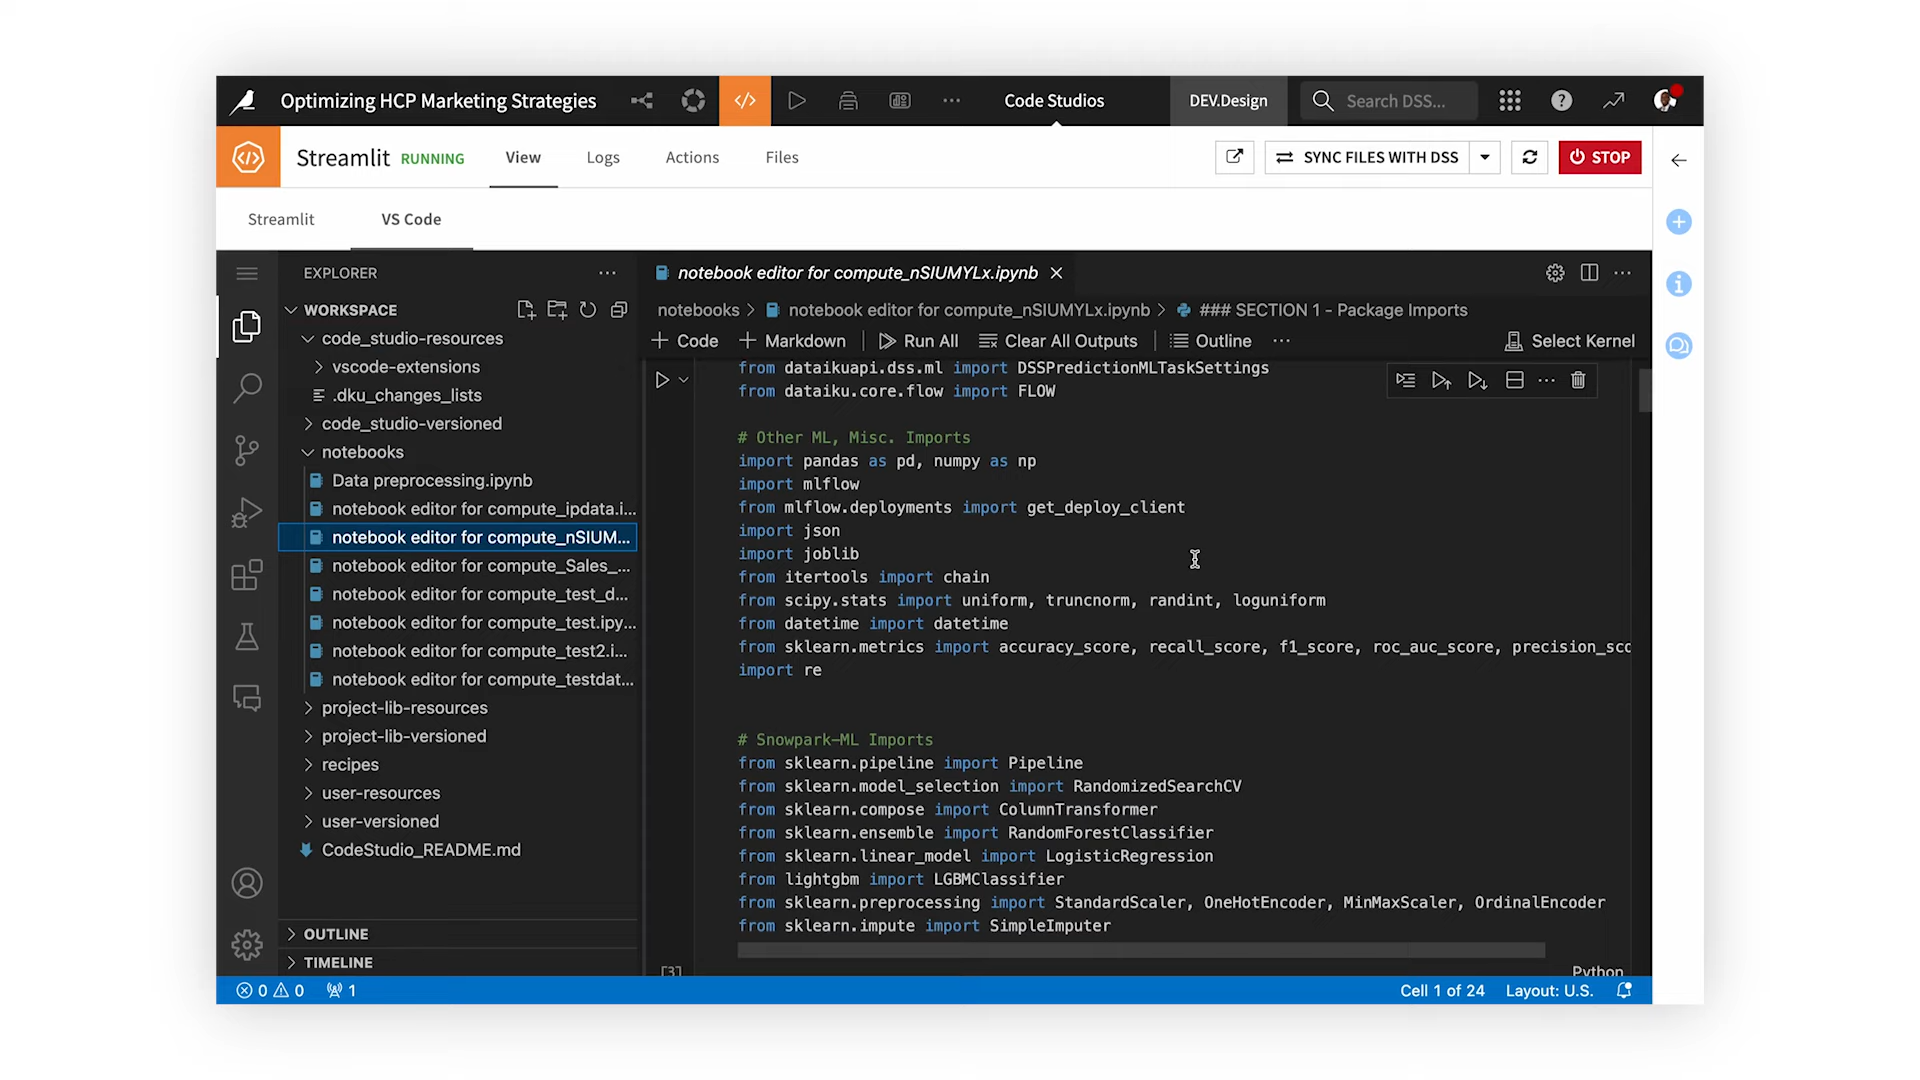 Optimizing HCP Marketing Strategies
Code Studios
DEV.Design
Search DSS...
Streamlit RUNNING
View
Logs
Actions
Files
SYNC FILES WITH DSS
STOP
Streamlit
VS Code
EXPLORER
WORKSPACE
code_studio-resources
vscode-extensions
.dku_changes_lists
code_studio-versioned
notebooks
Data preprocessing.ipynb
notebook editor for compute_ipdata.i...
notebook editor for compute_nSIUM...
notebook editor for compute_Sales_...
notebook editor for compute_test_d...
notebook editor for compute_test.ipy...
notebook editor for compute_test2.i...
notebook editor for compute_testdat...
project-lib-resources
project-lib-versioned
recipes
user-resources
user-versioned
CodeStudio_README.md
OUTLINE
TIMELINE
notebook editor for compute_nSIUMYLx.ipynb
notebooks > notebook editor for compute_nSIUMYLx.ipynb > ### SECTION 1 - Package Imports
+ Code + Markdown Run All Clear All Outputs Outline ... Select Kernel
from dataikuapi.dss.ml import DSSPredictionMLTaskSettings
from dataiku.core.flow import FLOW
# Other ML, Misc. Imports
import pandas as pd, numpy as np
import mlflow
from mlflow.deployments import get_deploy_client
import json
import joblib
from itertools import chain
from scipy.stats import uniform, truncnorm, randint, loguniform
from datetime import datetime
from sklearn.metrics import accuracy_score, recall_score, f1_score, roc_auc_score, precision_sco
import re
# Snowpark-ML Imports
from sklearn.pipeline import Pipeline
from sklearn.model_selection import RandomizedSearchCV
from sklearn.compose import ColumnTransformer
from sklearn.ensemble import RandomForestClassifier
from sklearn.linear_model import LogisticRegression
from lightgbm import LGBMClassifier
from sklearn.preprocessing import StandardScaler, OneHotEncoder, MinMaxScaler, OrdinalEncoder
from sklearn.impute import SimpleImputer
[3]
Python
0 0 1
Cell 1 of 24
Layout: U.S.